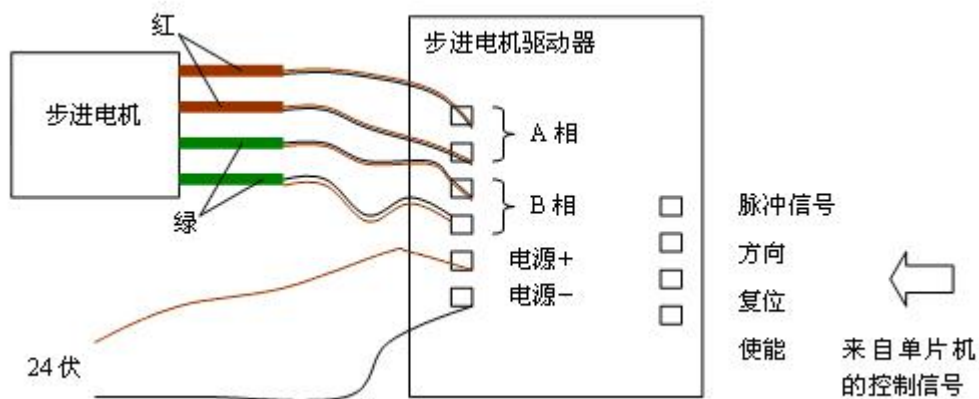 红
步进电机驱动器
步进电机
A 相
B 相
绿
脉冲信号
电源+
方向
电源−
复位
使能
24 伏
来自单片机
的控制信号